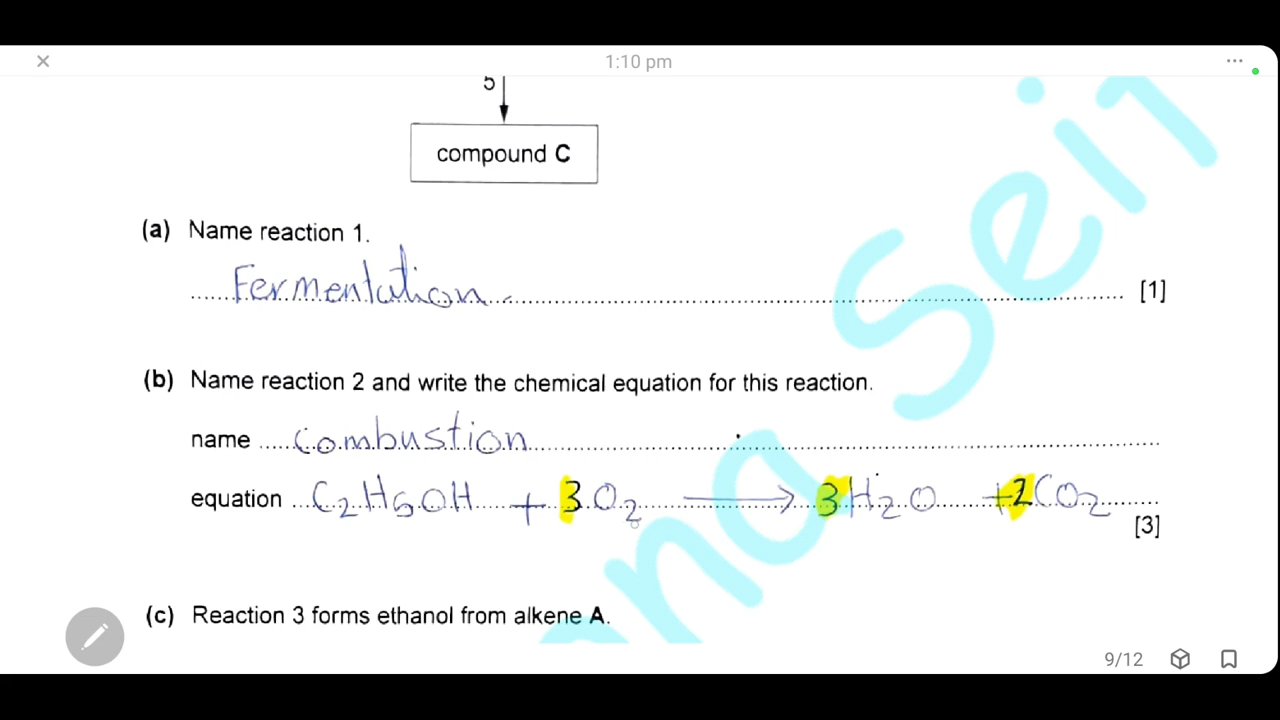 1:10 pm
5
compound C
(a) Name reaction 1.
Fermentation. [1]
(b) Name reaction 2 and write the chemical equation for this reaction.
name combustion
equation C2H5OH + 3O2 → 3H2O + 2CO2
[3]
(c) Reaction 3 forms ethanol from alkene A.
9/12